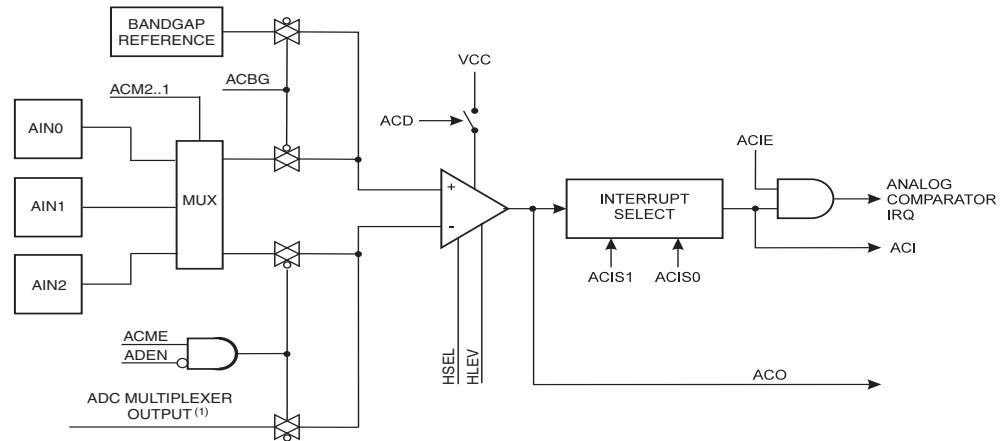 BANDGAP
REFERENCE
ACBG
VCC
ACM2..1
ACD
AIN0
ACIE
MUX
+
INTERRUPT
SELECT
ANALOG
COMPARATOR
IRQ
AIN1
-
ACI
ACIS1
ACIS0
AIN2
ACME
ADEN
HSEL
HLEV
ACO
ADC MULTIPLEXER
OUTPUT (1)